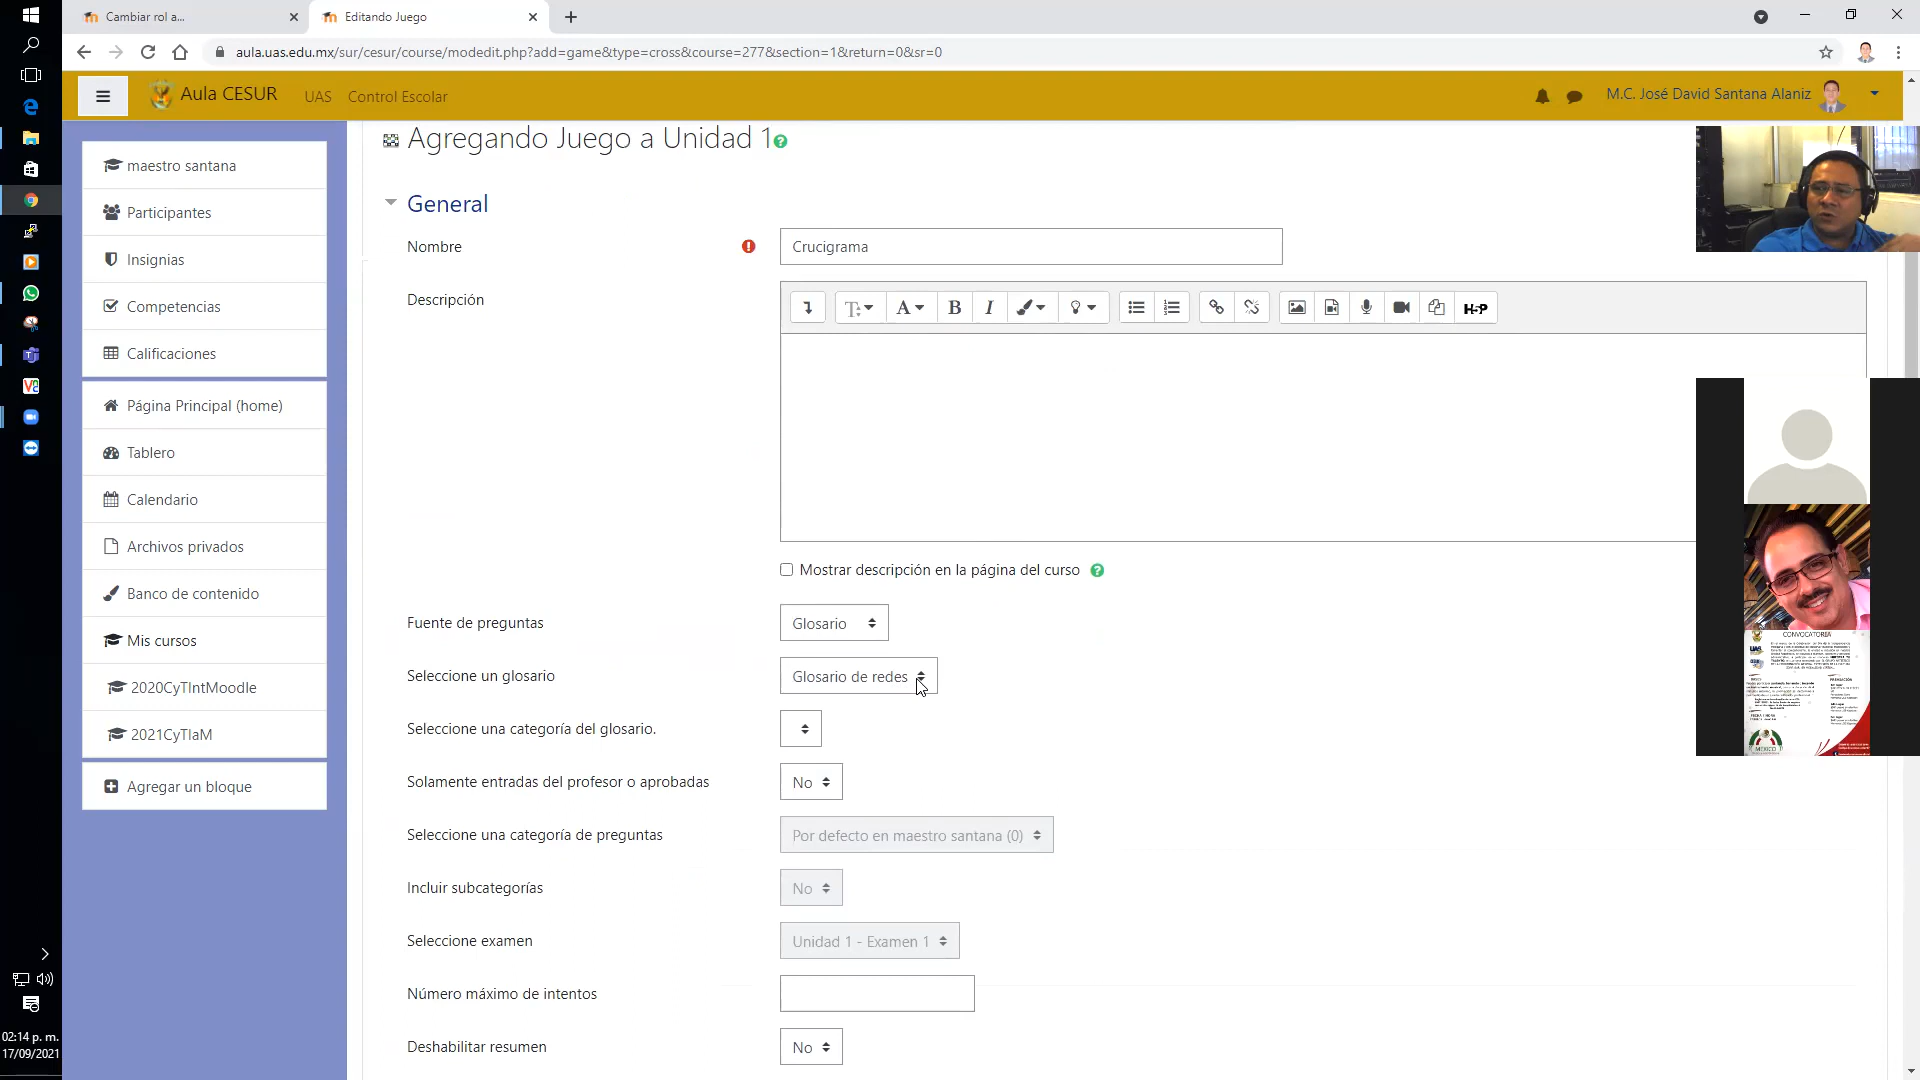 Cambiar rol a...
Editando Juego
aula.uas.edu.mx/sur/cesur/course/modedit.php?add=game&type=cross&course=277&section=1&return=0&sr=0
Aula CESUR
UAS
Control Escolar
M.C. José David Santana Alaniz
maestro santana
Participantes
Insignias
Competencias
Calificaciones
Página Principal (home)
Tablero
Calendario
Archivos privados
Banco de contenido
Mis cursos
2020CyTIntMoodle
2021CyTIaM
Agregar un bloque
Agregando Juego a Unidad 1
General
Nombre
Crucigrama
Descripción
H-P
Mostrar descripción en la página del curso
Fuente de preguntas
Glosario
Seleccione un glosario
Glosario de redes
Seleccione una categoría del glosario.
Solamente entradas del profesor o aprobadas
No
Seleccione una categoría de preguntas
Por defecto en maestro santana (0)
Incluir subcategorías
No
Seleccione examen
Unidad 1 - Examen 1
Número máximo de intentos
Deshabilitar resumen
No
CONVOCATORIA
UAS
MEXICO
02:14 p. m.
17/09/2021